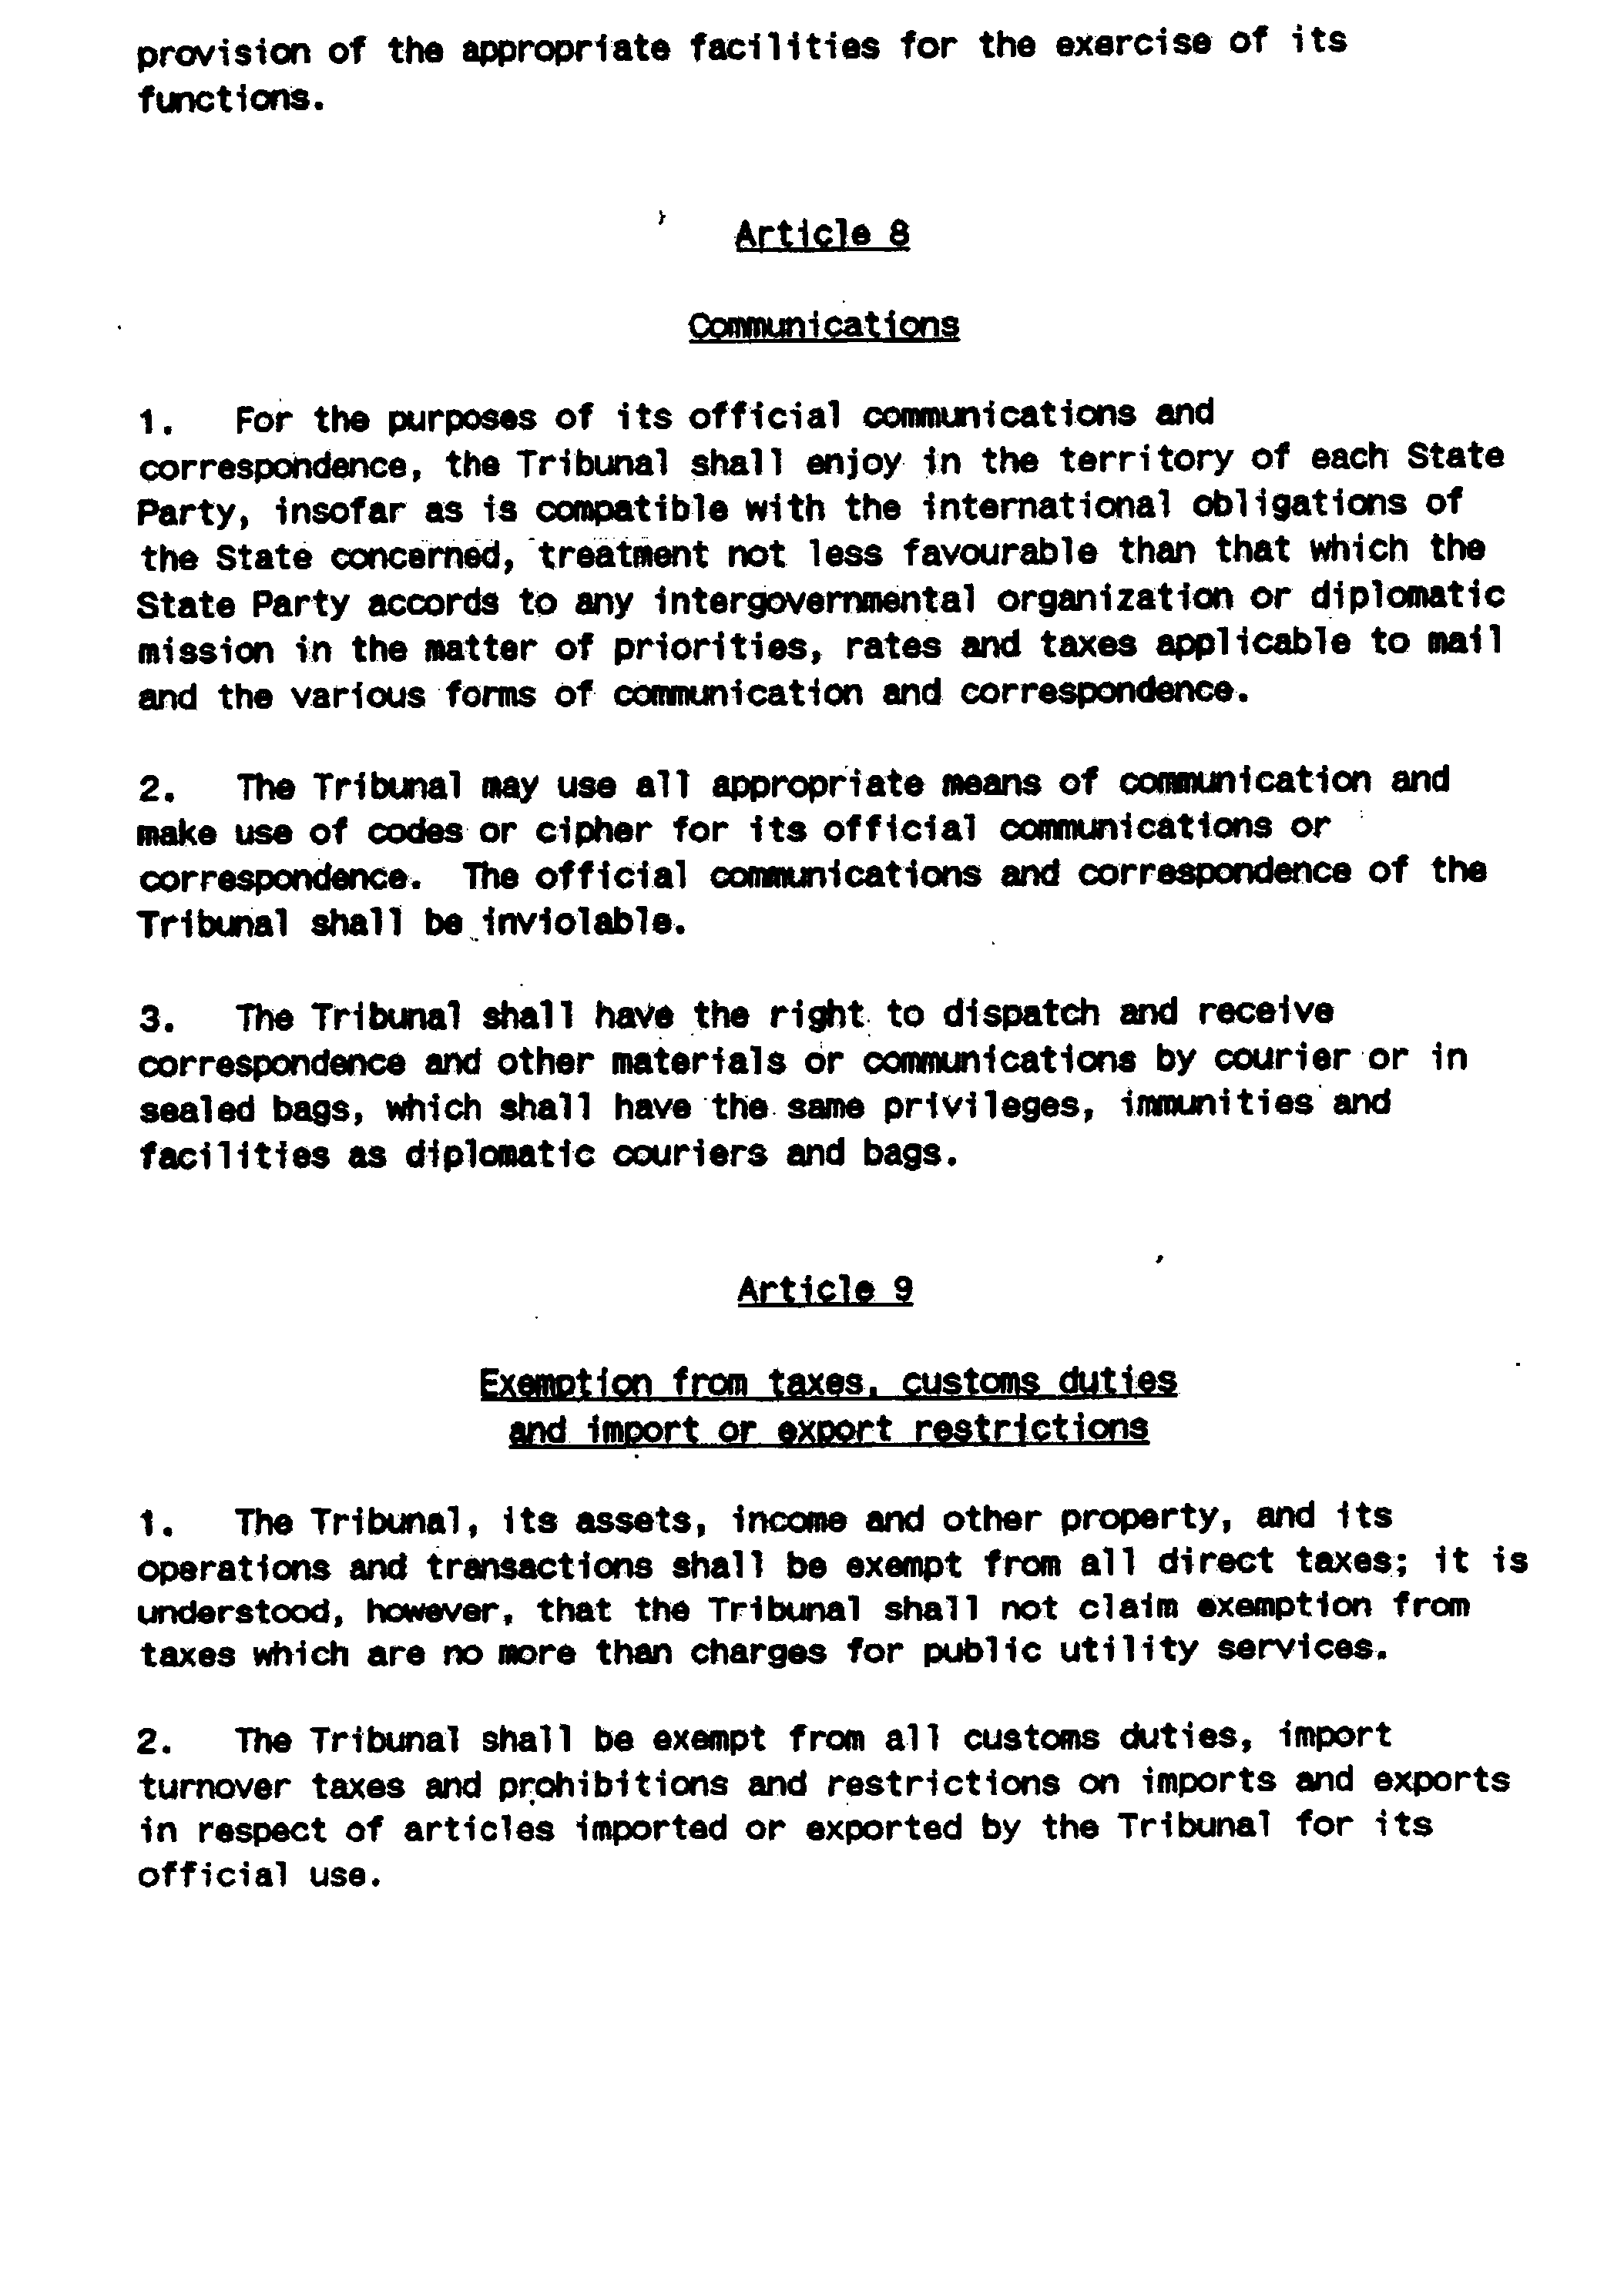 provision of the appropriate facilities for the exercise of its
functions.
Article 8
Communications
1. For the purposes of its official communications and
correspondence, the Tribunal shall enjoy in the territory of each State
Party, insofar as is compatible with the international obligations of
the State concerned, treatment not less favourable than that which the
State Party accords to any intergovernmental organization or diplomatic
mission in the matter of priorities, rates and taxes applicable to mail
and the various forms of communication and correspondence.
2. The Tribunal may use all appropriate means of communication and
make use of codes or cipher for its official communications or
correspondence. The official communications and correspondence of the
Tribunal shall be inviolable.
3. The Tribunal shall have the right to dispatch and receive
correspondence and other materials or communications by courier or in
sealed bags, which shall have the same privileges, immunities and
facilities as diplomatic couriers and bags.
Article 9
Exemption from taxes, customs duties
and import or export restrictions
1. The Tribunal, its assets, income and other property, and its
operations and transactions shall be exempt from all direct taxes; it is
understood, however, that the Tribunal shall not claim exemption from
taxes which are no more than charges for public utility services.
2. The Tribunal shall be exempt from all customs duties, import
turnover taxes and prohibitions and restrictions on imports and exports
in respect of articles imported or exported by the Tribunal for its
official use.